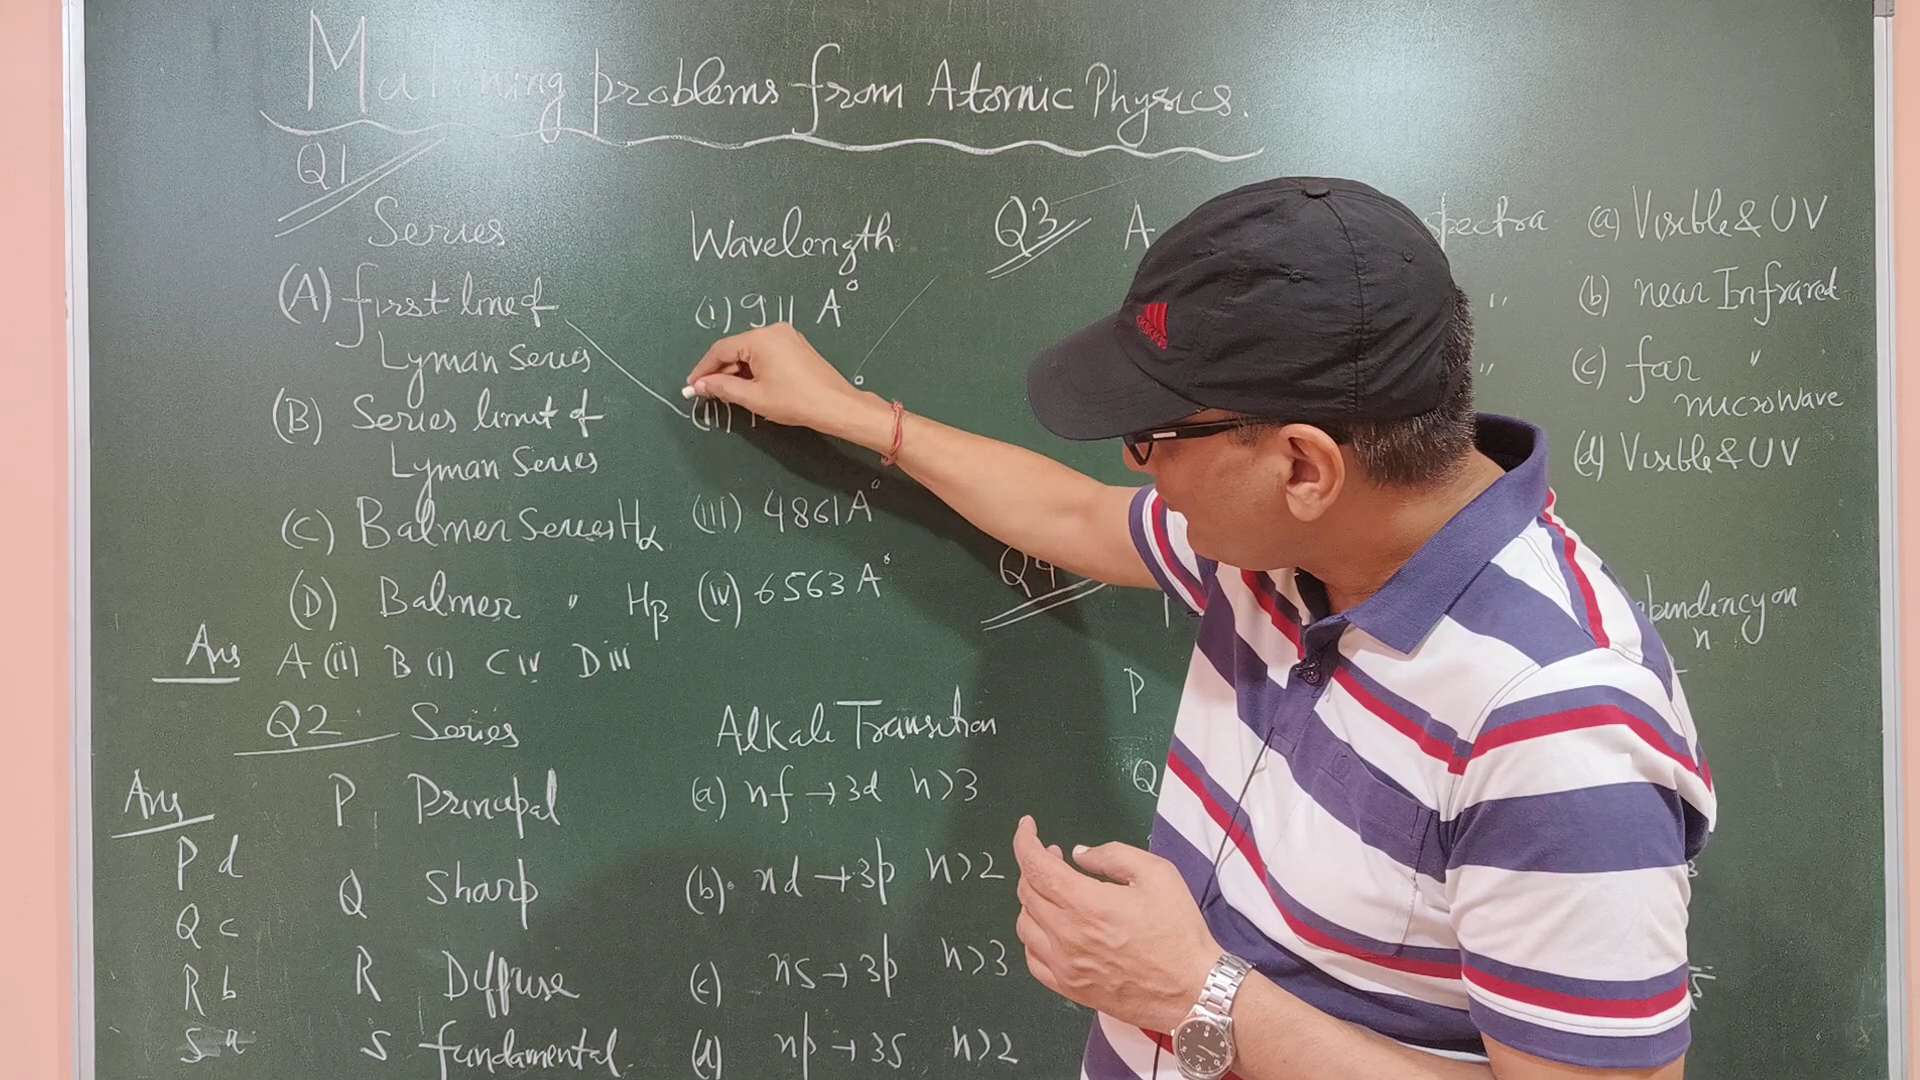 Matching problems from Atomic Physics.
Q1
Series Wavelength
(A) first line of (i) 911 A°
Lyman Series
(B) Series limit of (ii)
Lyman Series
(C) Balmer Series Hα (iii) 4861 A°
(D) Balmer " Hβ (iv) 6563 A°
Ans A (ii) B (i) C iv D iii
Q2 Series Alkali Transition
P Principal (a) nf → 3d n>3
Q Sharp (b) nd → 3p n>2
R Diffuse (c) ns → 3p n>3
S fundamental (d) np → 3s n>2
Ans
P d
Q c
R b
S a
Q3 A spectra (a) Visible & UV
" (b) near Infrared
" (c) far "
microwave
(d) Visible & UV
Q4
n
P
Q